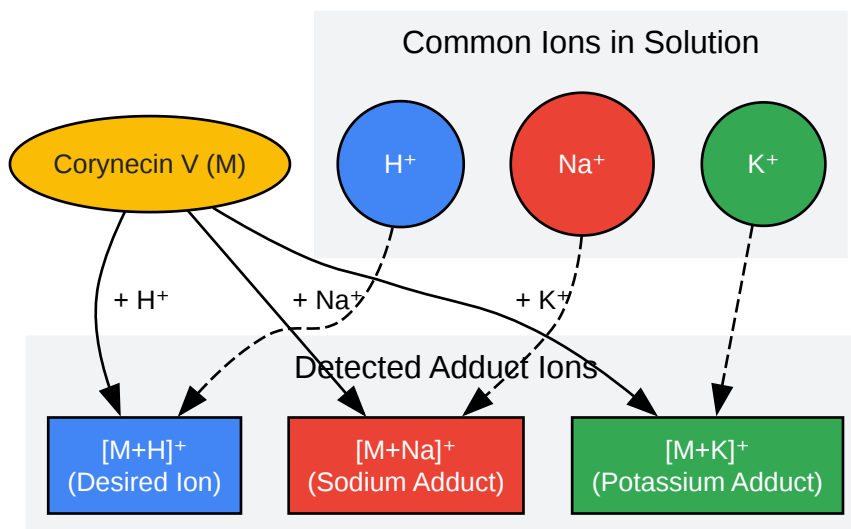 Common Ions in Solution
Corynecin V (M)
H⁺
Na⁺
K⁺
+ H⁺
+ Na⁺
+ K⁺
Detected Adduct Ions
[M+H]⁺
(Desired Ion)
[M+Na]⁺
(Sodium Adduct)
[M+K]⁺
(Potassium Adduct)